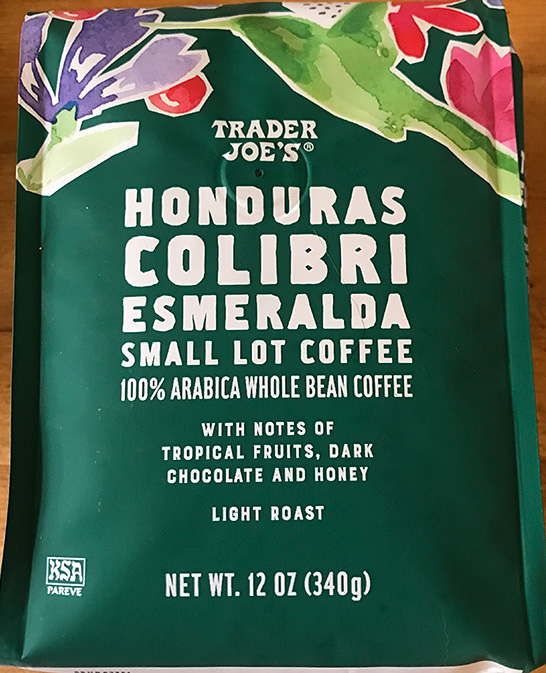 TRADER
JOE'S®
HONDURAS
COLIBRI
ESMERALDA
SMALL LOT COFFEE
100% ARABICA WHOLE BEAN COFFEE
WITH NOTES OF
TROPICAL FRUITS, DARK
CHOCOLATE AND HONEY
LIGHT ROAST
KSA
PAREVE
NET WT. 12 OZ (340g)